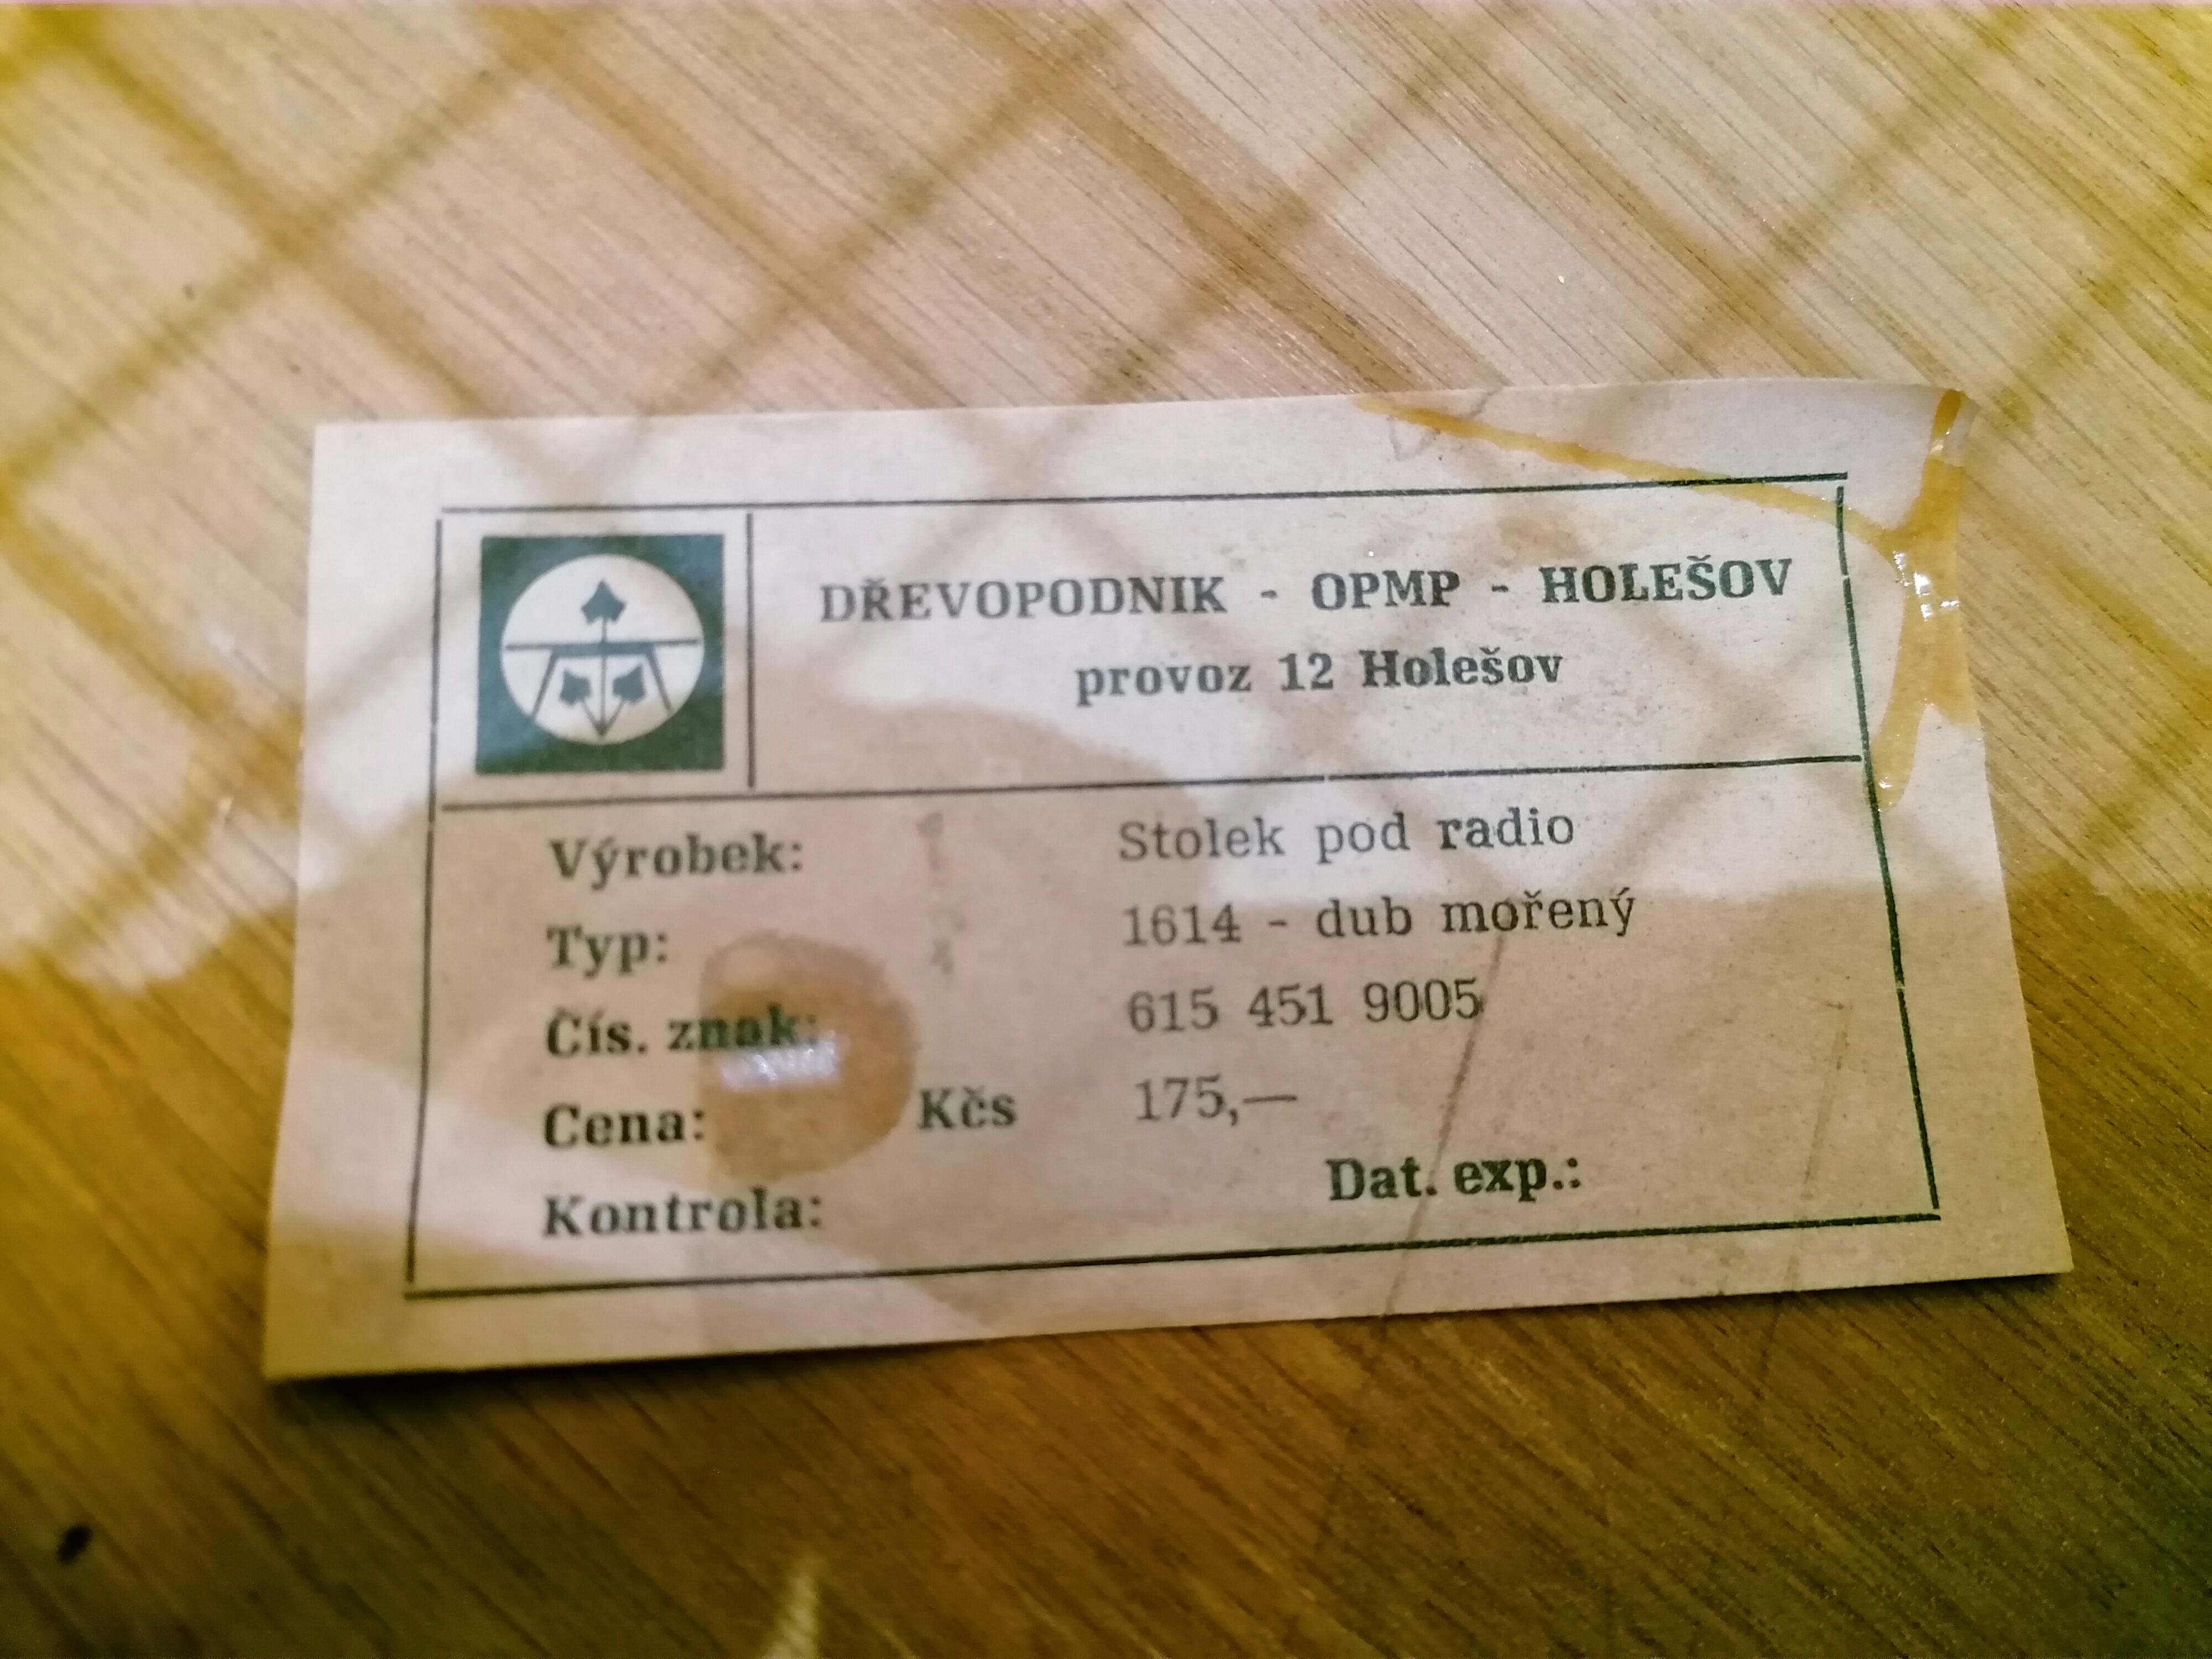 DŘEVOPODNIK - OPMP - HOLEŠOV
provoz 12 Holešov
Výrobek: Stolek pod radio
Typ: 1614 - dub mořený
Čís. znak: 615 451 9005
Cena: Kčs 175,—
Kontrola: Dat. exp.: